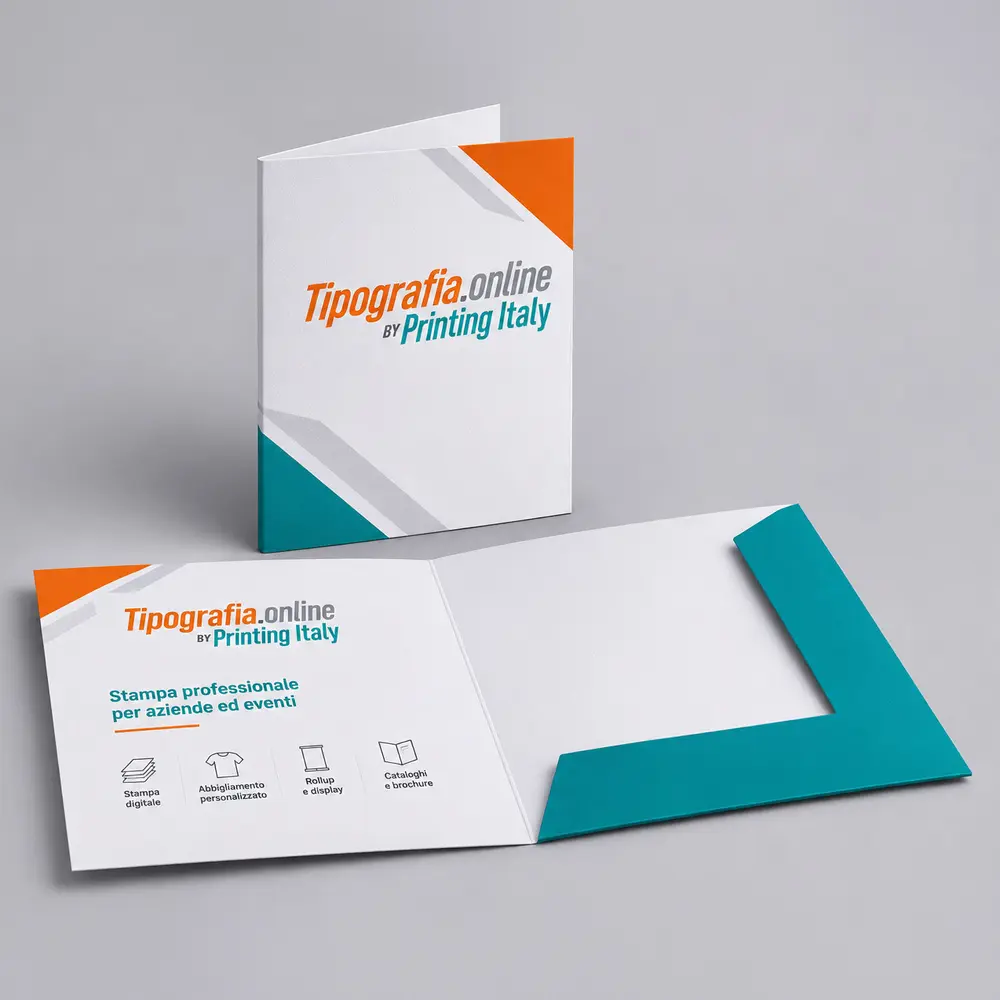 Tipografia.online
BY Printing Italy
Tipografia.online
BY Printing Italy
Stampa professionale
per aziende ed eventi
Stampa
digitale
Abbigliamento
personalizzato
Rollup
e display
Cataloghi
e brochure